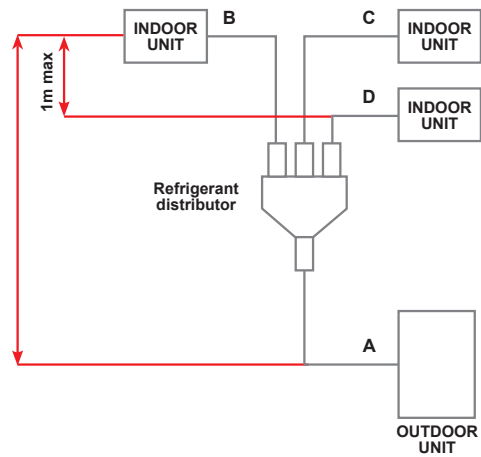 INDOOR
UNIT
B
C
INDOOR
UNIT
1m max
D
INDOOR
UNIT
Refrigerant
distributor
A
OUTDOOR
UNIT